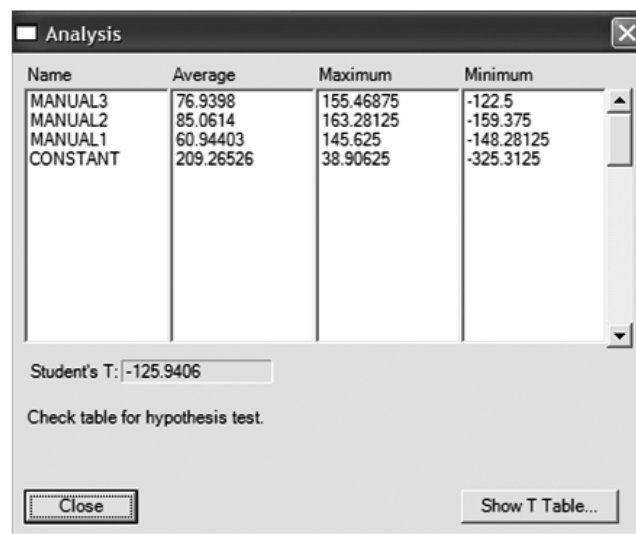 Analysis
Name Average Maximum Minimum
MANUAL3 76.9398 155.46875 -122.5
MANUAL2 85.0614 163.28125 -159.375
MANUAL1 60.94403 145.625 -148.28125
CONSTANT 209.26526 38.90625 -325.3125
Student's T: -125.9406
Check table for hypothesis test.
Close Show T Table...